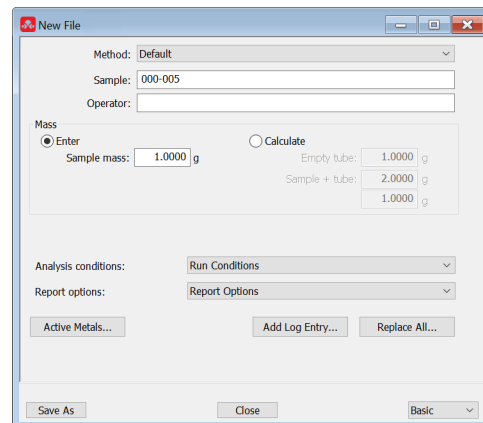 New File
Method: Default
Sample: 000-005
Operator:
Mass
Enter
Calculate
Sample mass: 1.0000 g
Empty tube: 1.0000 g
Sample + tube: 2.0000 g
1.0000 g
Analysis conditions: Run Conditions
Report options: Report Options
Active Metals... Add Log Entry... Replace All...
Save As Close Basic